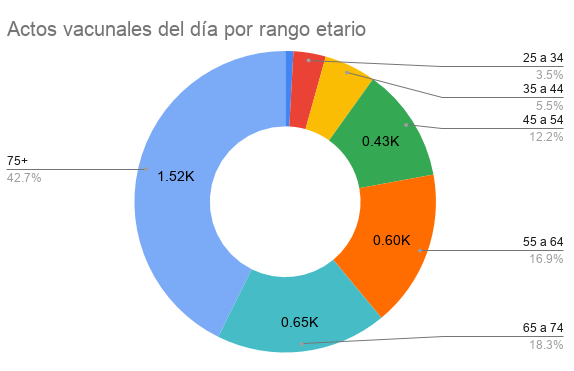 Actos vacunales del día por rango etario
25 a 34
3.5%
35 a 44
5.5%
45 a 54
12.2%
0.43K
75+
42.7%
1.52K
0.60K
55 a 64
16.9%
0.65K
65 a 74
18.3%